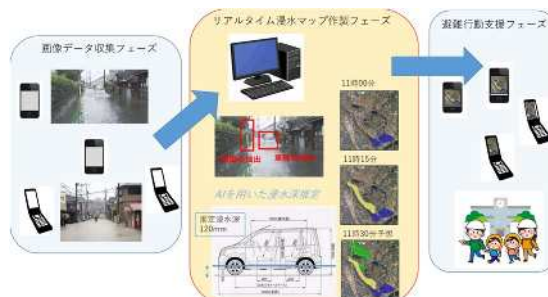 画像データ収集フェーズ
リアルタイム浸水マップ作製フェーズ
避難行動支援フェーズ
11時00分
11時15分
AIを用いた浸水深推定
推定浸水深
120mm
11時30分予想